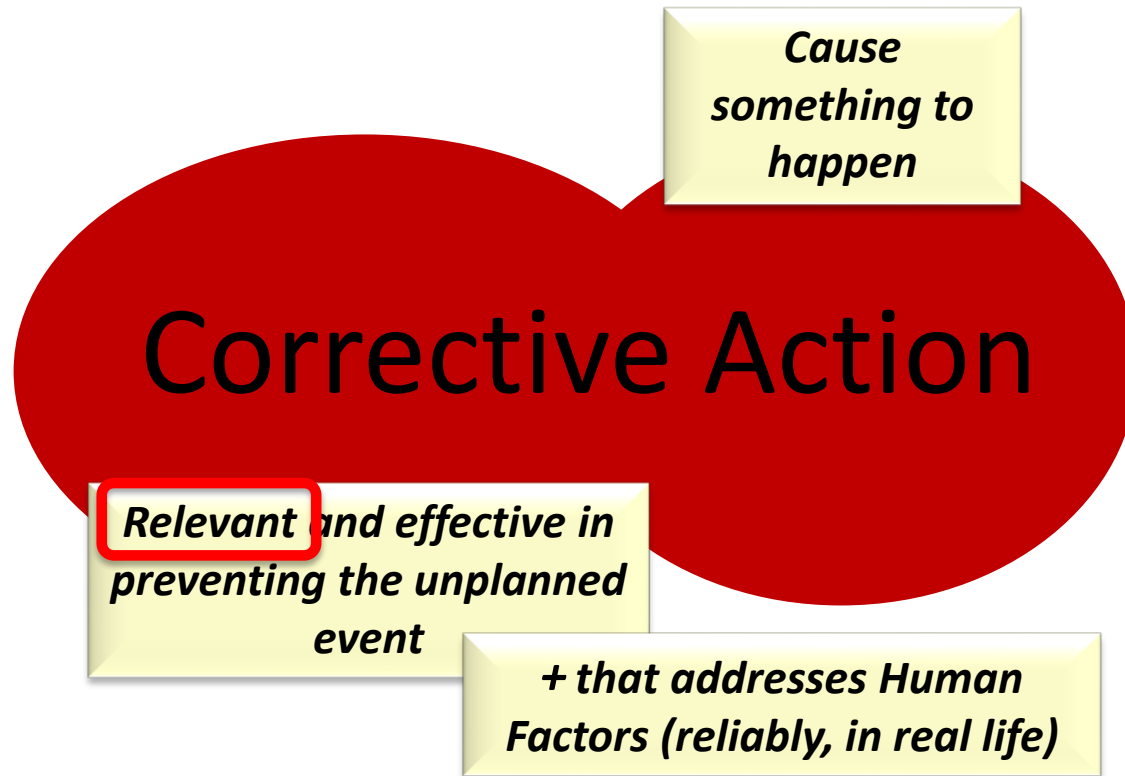 Cause
something to
happen
Corrective Action
Relevant and effective in
preventing the unplanned
event
+ that addresses Human
Factors (reliably, in real life)